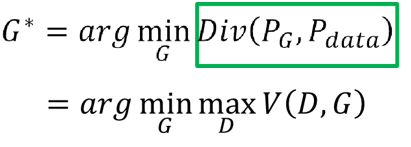 G* = arg min_G Div(P_G, P_data)
= arg min_G max_D V(D, G)